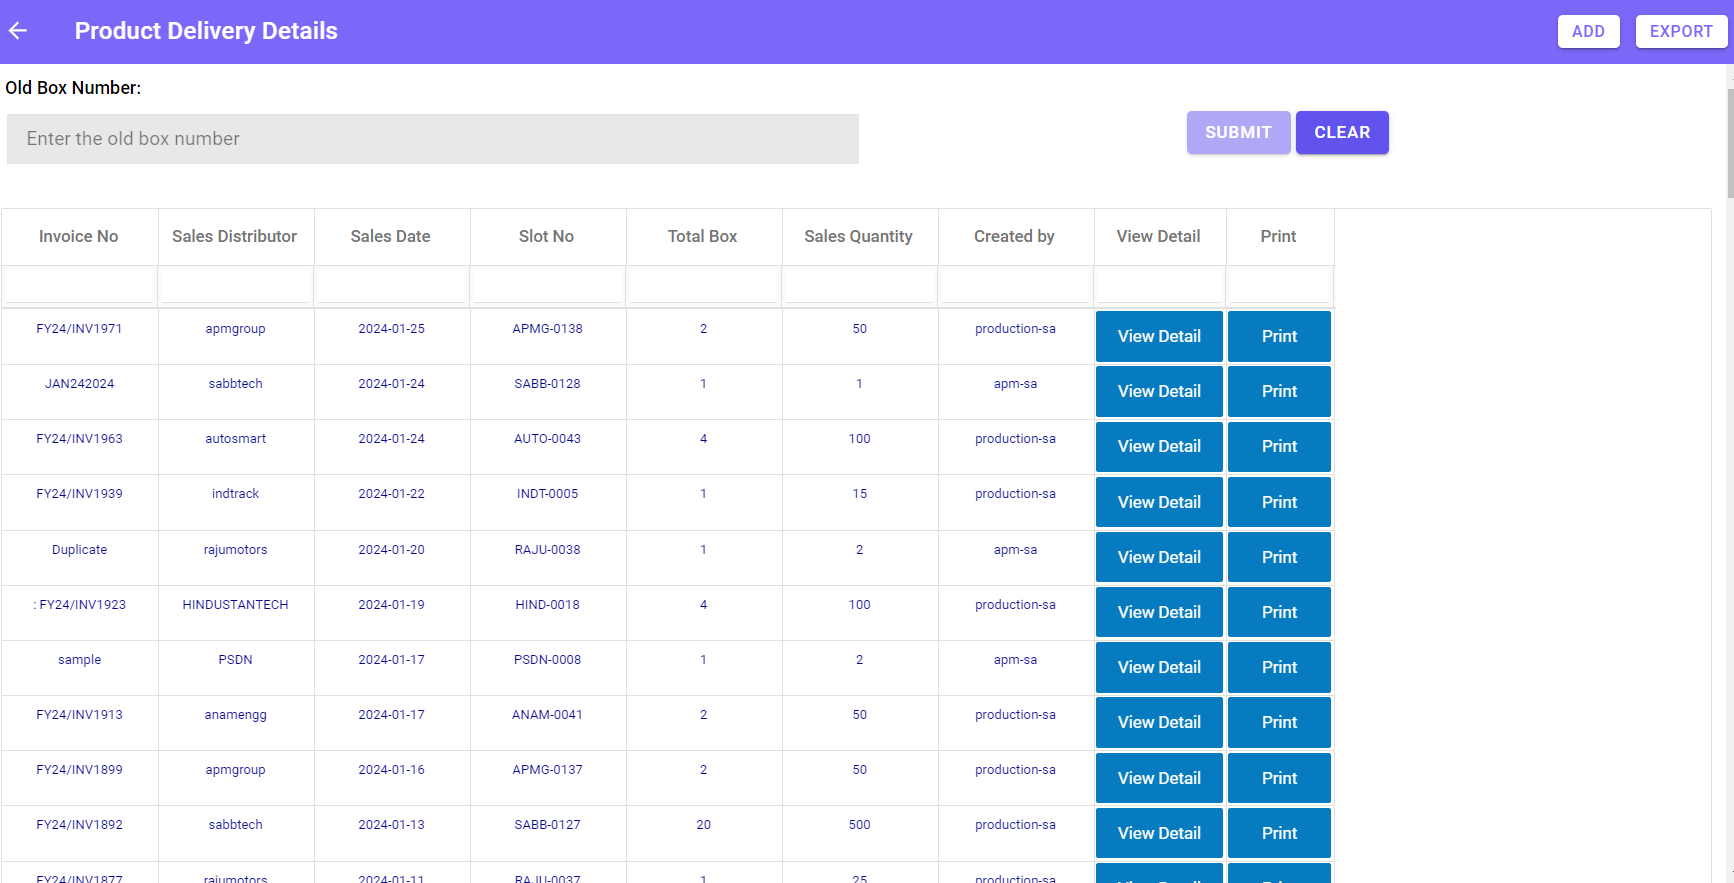 Product Delivery Details ADD EXPORT
Old Box Number:
Enter the old box number SUBMIT CLEAR
Invoice No Sales Distributor Sales Date Slot No Total Box Sales Quantity Created by View Detail Print
FY24/INV1971 apmgroup 2024-01-25 APMG-0138 2 50 production-sa View Detail Print
JAN242024 sabbtech 2024-01-24 SABB-0128 1 1 apm-sa View Detail Print
FY24/INV1963 autosmart 2024-01-24 AUTO-0043 4 100 production-sa View Detail Print
FY24/INV1939 indtrack 2024-01-22 INDT-0005 1 15 production-sa View Detail Print
Duplicate rajumotors 2024-01-20 RAJU-0038 1 2 apm-sa View Detail Print
: FY24/INV1923 HINDUSTANTECH 2024-01-19 HIND-0018 4 100 production-sa View Detail Print
sample PSDN 2024-01-17 PSDN-0008 1 2 apm-sa View Detail Print
FY24/INV1913 anamengg 2024-01-17 ANAM-0041 2 50 production-sa View Detail Print
FY24/INV1899 apmgroup 2024-01-16 APMG-0137 2 50 production-sa View Detail Print
FY24/INV1892 sabbtech 2024-01-13 SABB-0127 20 500 production-sa View Detail Print
FY24/INV1877 rajumotors 2024-01-11 RAJU-0037 1 25 production-sa View Detail Print